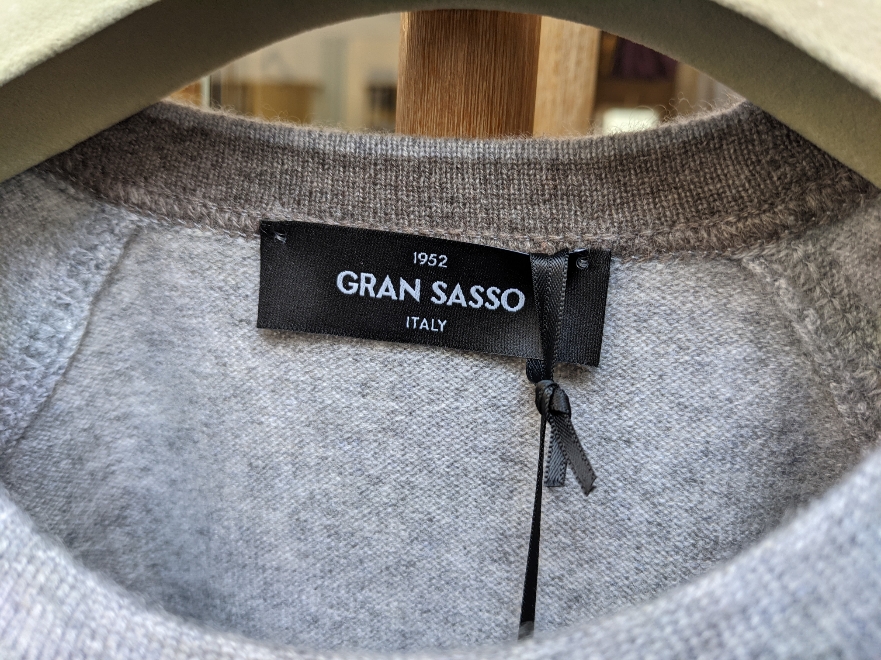 1952
GRAN SASSO
ITALY